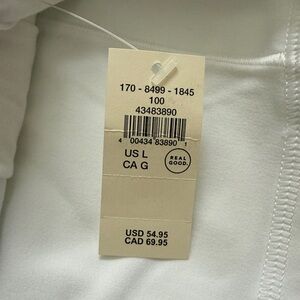 170 - 8499 - 1845
100
43483890
4 00434 83890 1
US L
CA G
REAL
GOOD.
USD 54.95
CAD 69.95